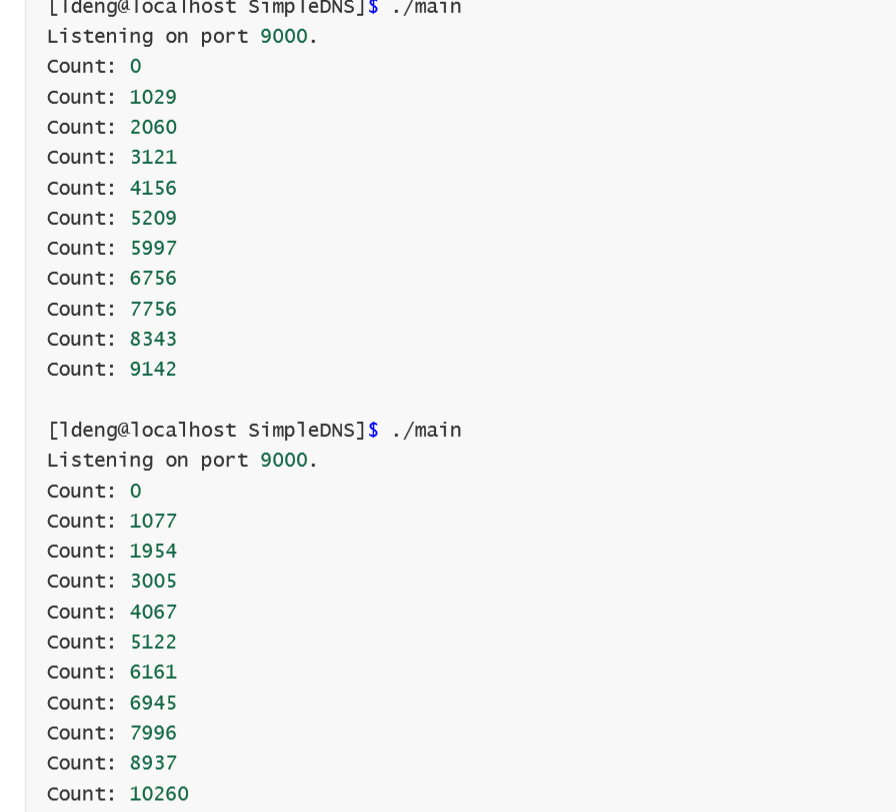 [ldeng@localhost SimpleDNS]$ ./main
Listening on port 9000.
Count: 0
Count: 1029
Count: 2060
Count: 3121
Count: 4156
Count: 5209
Count: 5997
Count: 6756
Count: 7756
Count: 8343
Count: 9142
[ldeng@localhost SimpleDNS]$ ./main
Listening on port 9000.
Count: 0
Count: 1077
Count: 1954
Count: 3005
Count: 4067
Count: 5122
Count: 6161
Count: 6945
Count: 7996
Count: 8937
Count: 10260